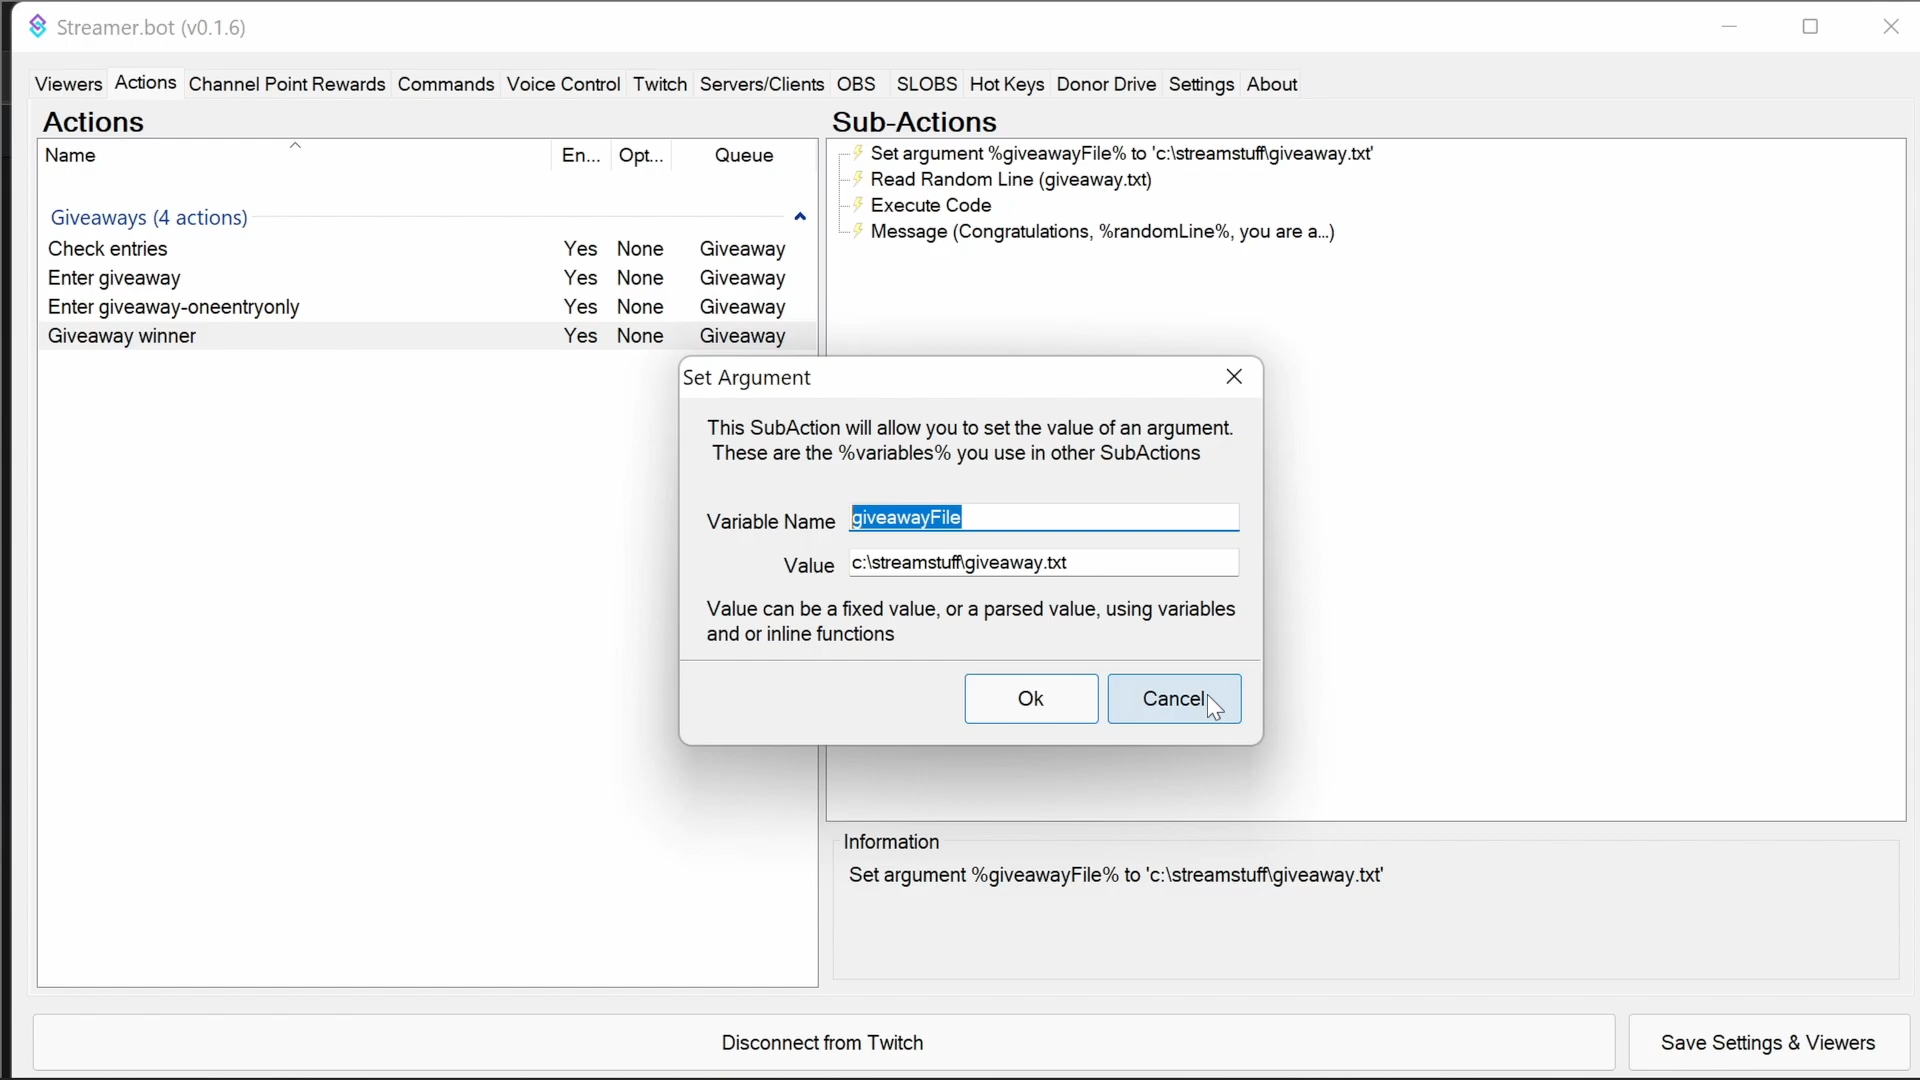 Streamer.bot (v0.1.6)
Viewers Actions Channel Point Rewards Commands Voice Control Twitch Servers/Clients OBS SLOBS Hot Keys Donor Drive Settings About
Actions
Name En... Opt... Queue
Giveaways (4 actions)
Check entries Yes None Giveaway
Enter giveaway Yes None Giveaway
Enter giveaway-oneentryonly Yes None Giveaway
Giveaway winner Yes None Giveaway
Sub-Actions
Set argument %giveawayFile% to 'c:\streamstuff\giveaway.txt'
Read Random Line (giveaway.txt)
Execute Code
Message (Congratulations, %randomLine%, you are a...)
Set Argument
This SubAction will allow you to set the value of an argument.
These are the %variables% you use in other SubActions
Variable Name giveawayFile
Value c:\streamstuff\giveaway.txt
Value can be a fixed value, or a parsed value, using variables
and or inline functions
Ok Cancel
Information
Set argument %giveawayFile% to 'c:\streamstuff\giveaway.txt'
Disconnect from Twitch Save Settings & Viewers